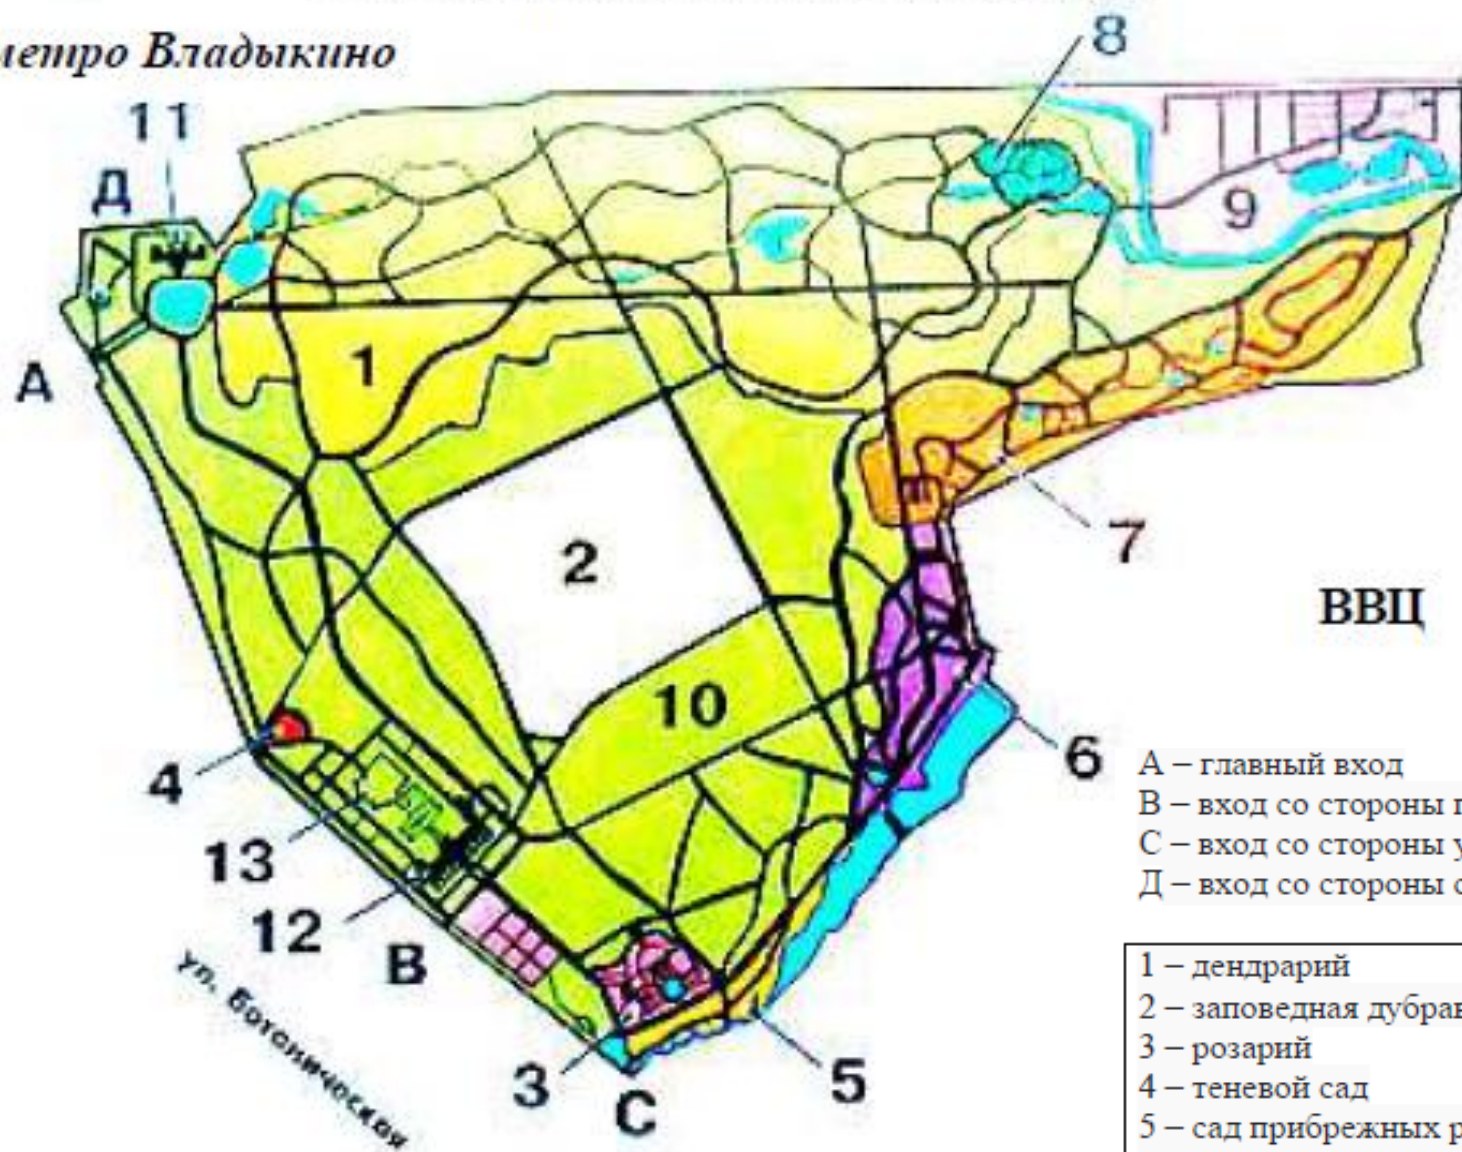 метро Владыкино
8
11
Д
9
А
1
7
2
ВВЦ
10
6
4
13
12
В
ул. Ботаническая
3
С
5
А – главный вход
В – вход со стороны
С – вход со стороны
Д – вход со стороны
1 – дендрарий
2 – заповедная
3 – розарий
4 – теневой сад
5 – сад прибрежных